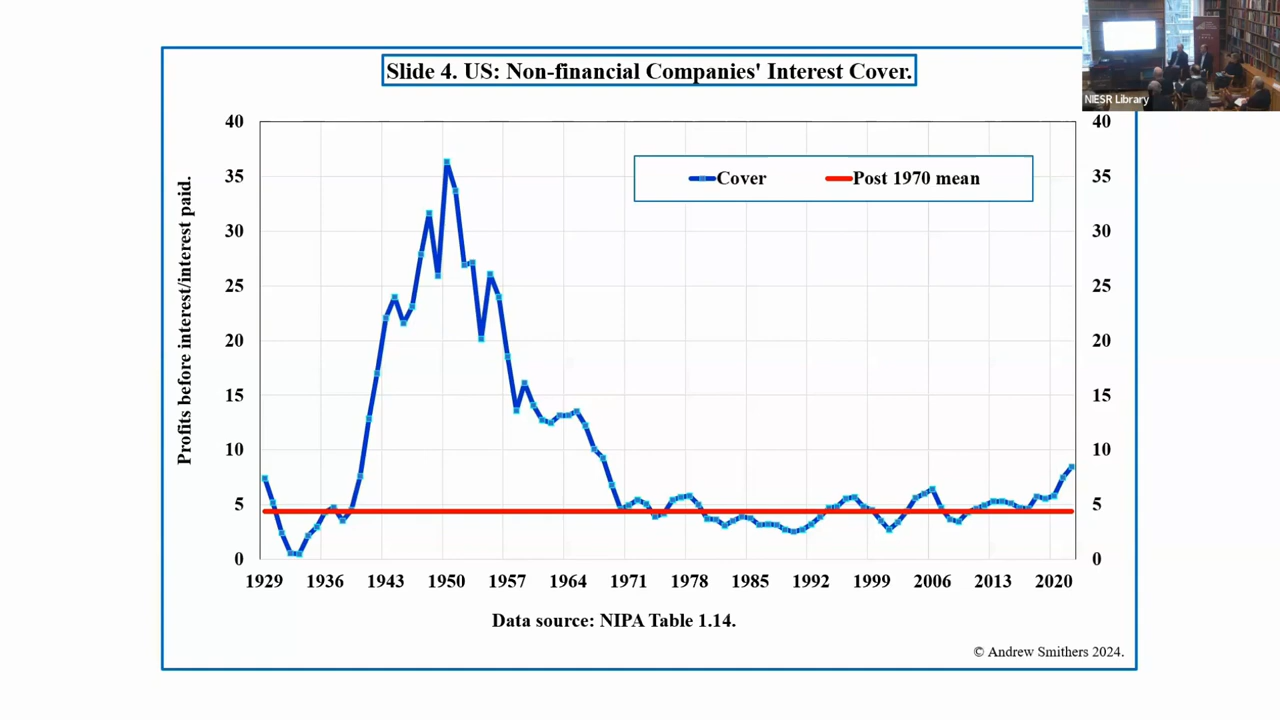 Slide 4. US: Non-financial Companies' Interest Cover.
NIESR Library
Cover
Post 1970 mean
Profits before interest/interest paid.
40
35
30
25
20
15
10
5
0
40
35
30
25
20
15
10
5
0
1929 1936 1943 1950 1957 1964 1971 1978 1985 1992 1999 2006 2013 2020
Data source: NIPA Table 1.14.
© Andrew Smithers 2024.